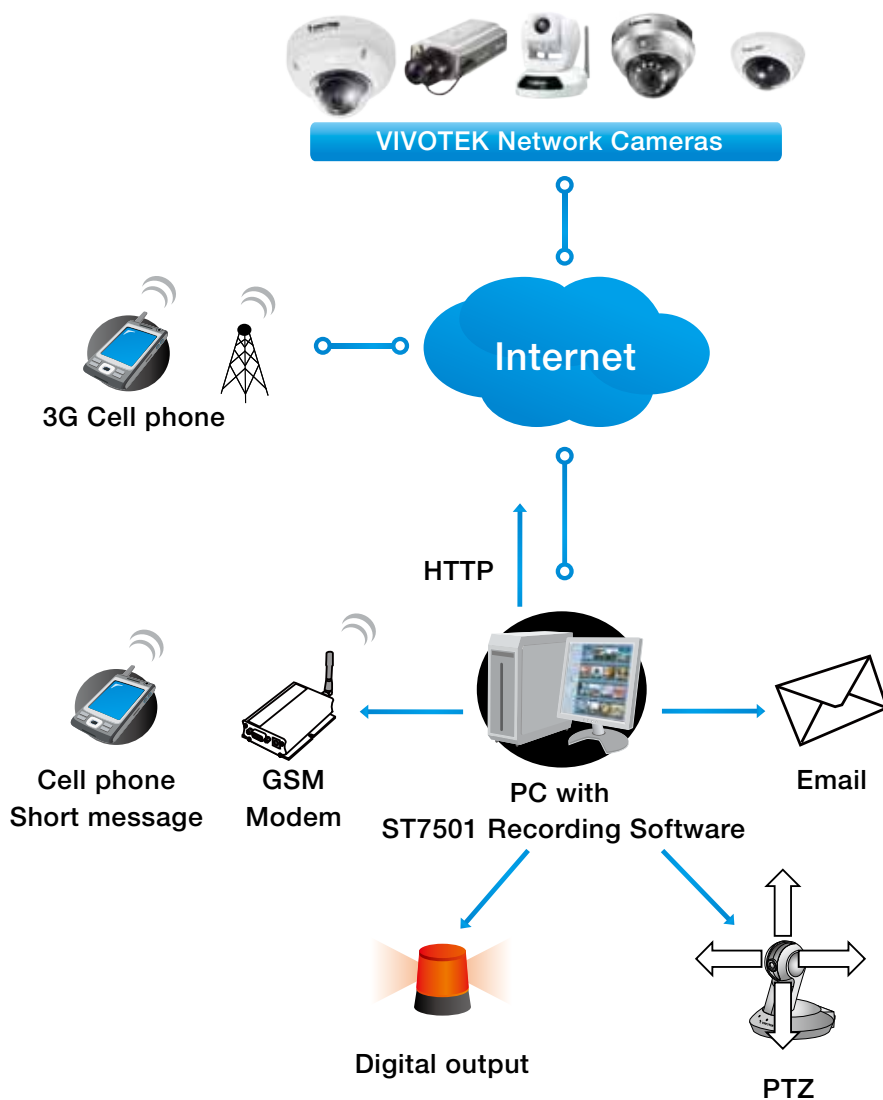 VIVOTEK Network Cameras
Internet
3G Cell phone
HTTP
Cell phone
Short message
GSM
Modem
PC with
ST7501 Recording Software
Email
Digital output
PTZ